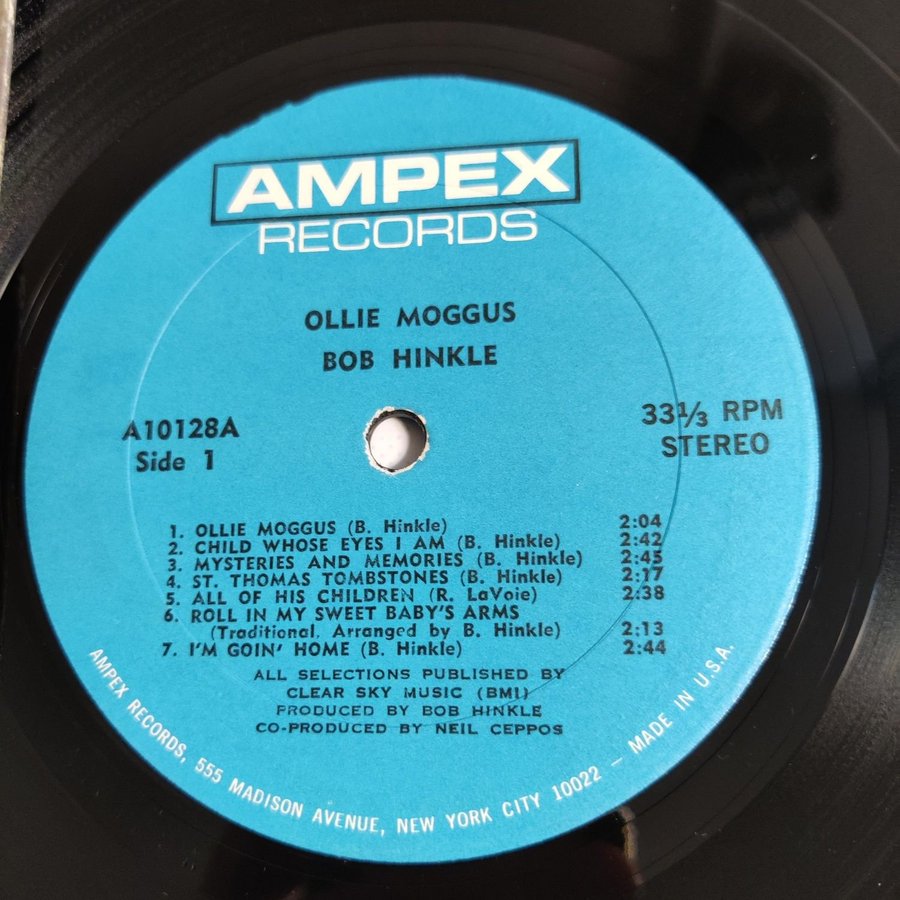 AMPEX
RECORDS
OLLIE MOGGUS
BOB HINKLE
A10128A
Side 1
33⅓ RPM
STEREO
1. OLLIE MOGGUS (B. Hinkle) 2:04
2. CHILD WHOSE EYES I AM (B. Hinkle) 2:42
3. MYSTERIES AND MEMORIES (B. Hinkle) 2:45
4. ST. THOMAS TOMBSTONES (B. Hinkle) 2:17
5. ALL OF HIS CHILDREN (R. LaVoie) 2:38
6. ROLL IN MY SWEET BABY'S ARMS
(Traditional, Arranged by B. Hinkle) 2:13
7. I'M GOIN' HOME (B. Hinkle) 2:44
ALL SELECTIONS PUBLISHED BY
CLEAR SKY MUSIC (BMI)
PRODUCED BY BOB HINKLE
CO-PRODUCED BY NEIL CEPPOS
AMPEX RECORDS, 555 MADISON AVENUE, NEW YORK CITY 10022 – MADE IN U.S.A.